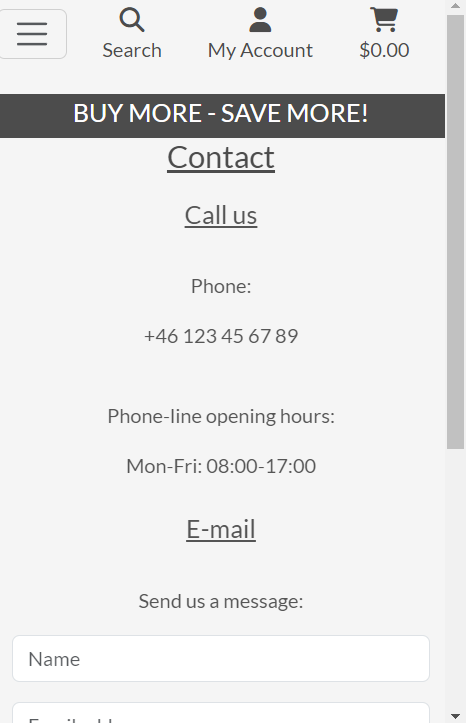 Search
My Account
$0.00
BUY MORE - SAVE MORE!
Contact
Call us
Phone:
+46 123 45 67 89
Phone-line opening hours:
Mon-Fri: 08:00-17:00
E-mail
Send us a message:
Name